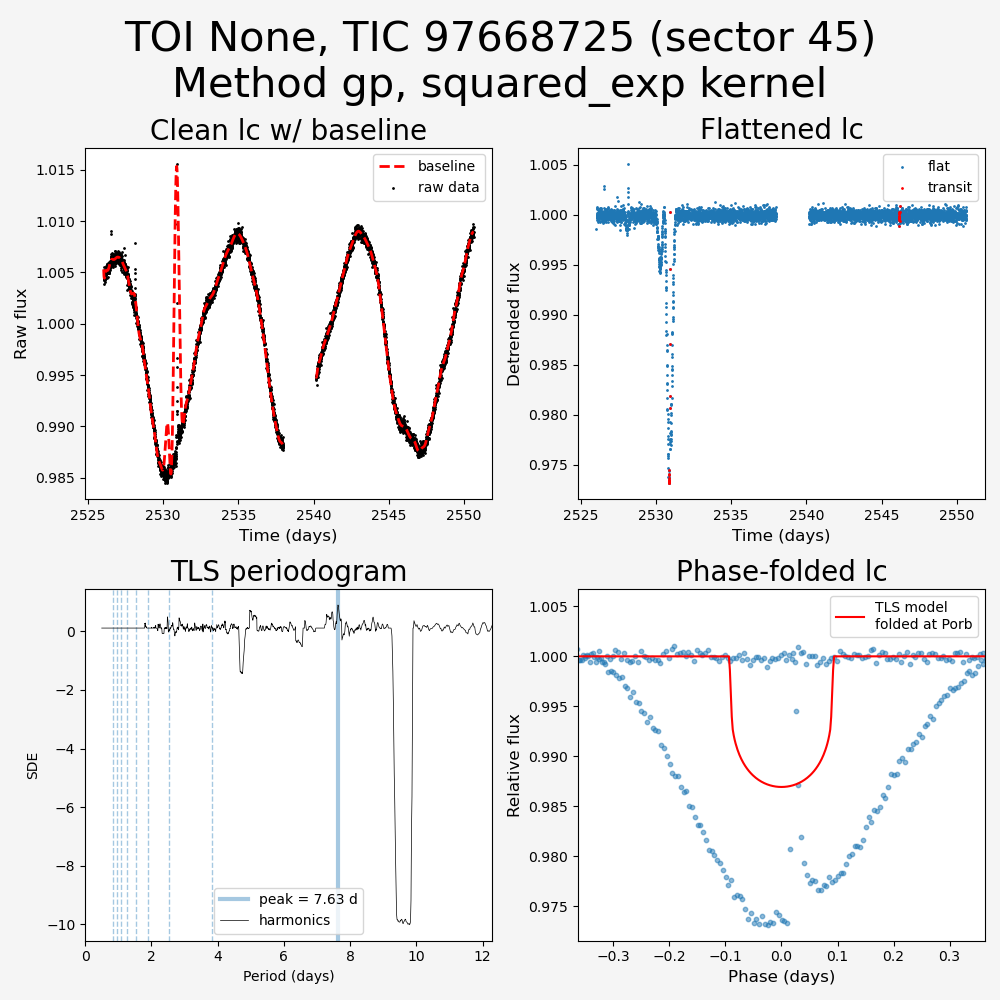 TOI None, TIC 97668725 (sector 45)
Method gp, squared_exp kernel
Clean lc w/ baseline
baseline
raw data
1.015
1.010
1.005
1.000
0.995
0.990
0.985
Raw flux
2525 2530 2535 2540 2545 2550
Time (days)
Flattened lc
flat
transit
1.005
1.000
0.995
0.990
0.985
0.980
0.975
Detrended flux
2525 2530 2535 2540 2545 2550
Time (days)
TLS periodogram
0
−2
−4
−6
−8
−10
SDE
peak = 7.63 d
harmonics
0 2 4 6 8 10 12
Period (days)
Phase-folded lc
TLS model
folded at Porb
1.005
1.000
0.995
0.990
0.985
0.980
0.975
Relative flux
−0.3 −0.2 −0.1 0.0 0.1 0.2 0.3
Phase (days)